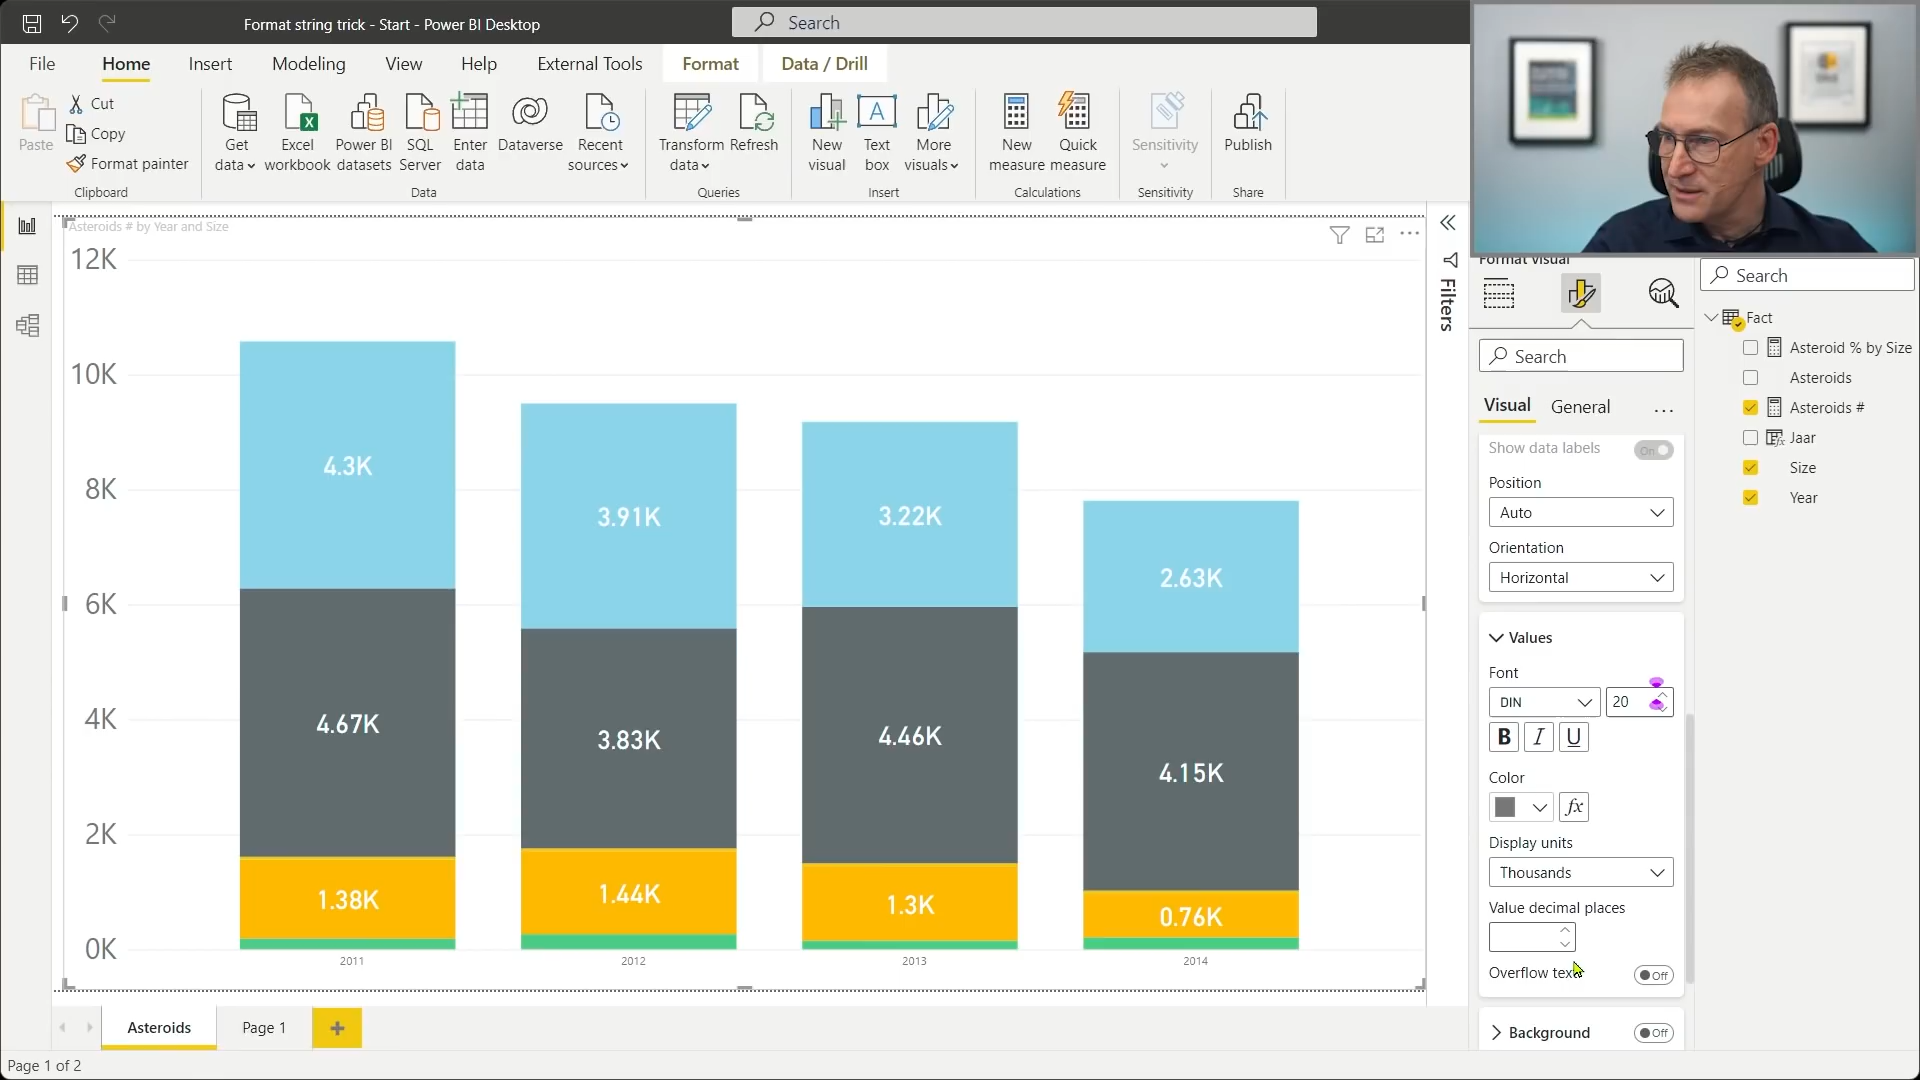 Format string trick - Start - Power BI Desktop
Search
File Home Insert Modeling View Help External Tools Format Data / Drill
Paste
Cut
Copy
Format painter
Clipboard
Get data
Excel workbook
Power BI datasets
SQL Server
Enter data
Dataverse
Recent sources
Data
Transform data
Refresh
Queries
New visual
Text box
More visuals
Insert
New measure
Quick measure
Calculations
Sensitivity
Sensitivity
Publish
Share
Asteroids # by Year and Size
12K
10K
8K
6K
4K
2K
0K
4.3K
4.67K
1.38K
3.91K
3.83K
1.44K
3.22K
4.46K
1.3K
2.63K
4.15K
0.76K
2011 2012 2013 2014
Filters
Format visual
Search
Visual General ...
Show data labels On
Position
Auto
Orientation
Horizontal
Values
Font
DIN 20
B I U
Color
fx
Display units
Thousands
Value decimal places
Overflow text Off
Background Off
Search
Fact
Asteroid % by Size
Asteroids
Asteroids #
Jaar
Size
Year
Asteroids Page 1 +
Page 1 of 2